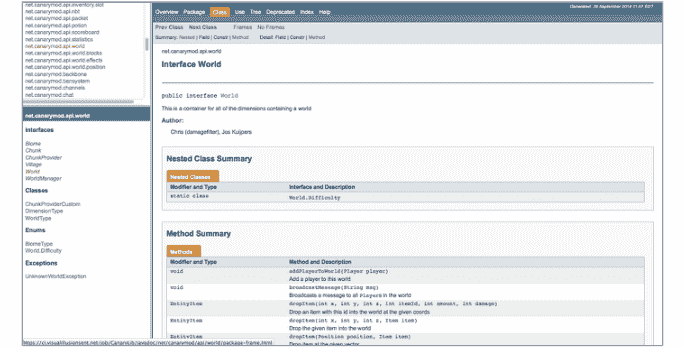 net.canarymod.api.inventory.slot
net.canarymod.api.nbt
net.canarymod.api.packet
net.canarymod.api.potion
net.canarymod.api.scoreboard
net.canarymod.api.statistics
net.canarymod.api.world
net.canarymod.api.world.blocks
net.canarymod.api.world.effects
net.canarymod.api.world.position
net.canarymod.backbone
net.canarymod.bansystem
net.canarymod.channels
net.canarymod.chat
net.canarymod.api.world
Interfaces
Biome
Chunk
ChunkProvider
Village
World
WorldManager
Classes
ChunkProviderCustom
DimensionType
WorldType
Enums
BiomeType
World.Difficulty
Exceptions
UnknownWorldException
Overview Package Class Use Tree Deprecated Index Help
Prev Class Next Class Frames No Frames
Summary: Nested | Field | Constr | Method Detail: Field | Constr | Method
net.canarymod.api.world
Interface World
public interface World
This is a container for all of the dimensions containing a world
Author:
Chris (damagefilter), Jos Kuijpers
Nested Class Summary
Nested Classes
Modifier and Type Interface and Description
static class World.Difficulty
Method Summary
Methods
Modifier and Type Method and Description
void addPlayerToWorld(Player player)
Add a player to this world
void broadcastMessage(String msg)
Broadcasts a message to all Players in the world
EntityItem dropItem(int x, int y, int z, int itemId, int amount, int damage)
Drop an item with this id into the world at the given coords
EntityItem dropItem(int x, int y, int z, Item item)
Drop the given item into the world
EntityItem dropItem(Position position, Item item)
Drop item at the given vector